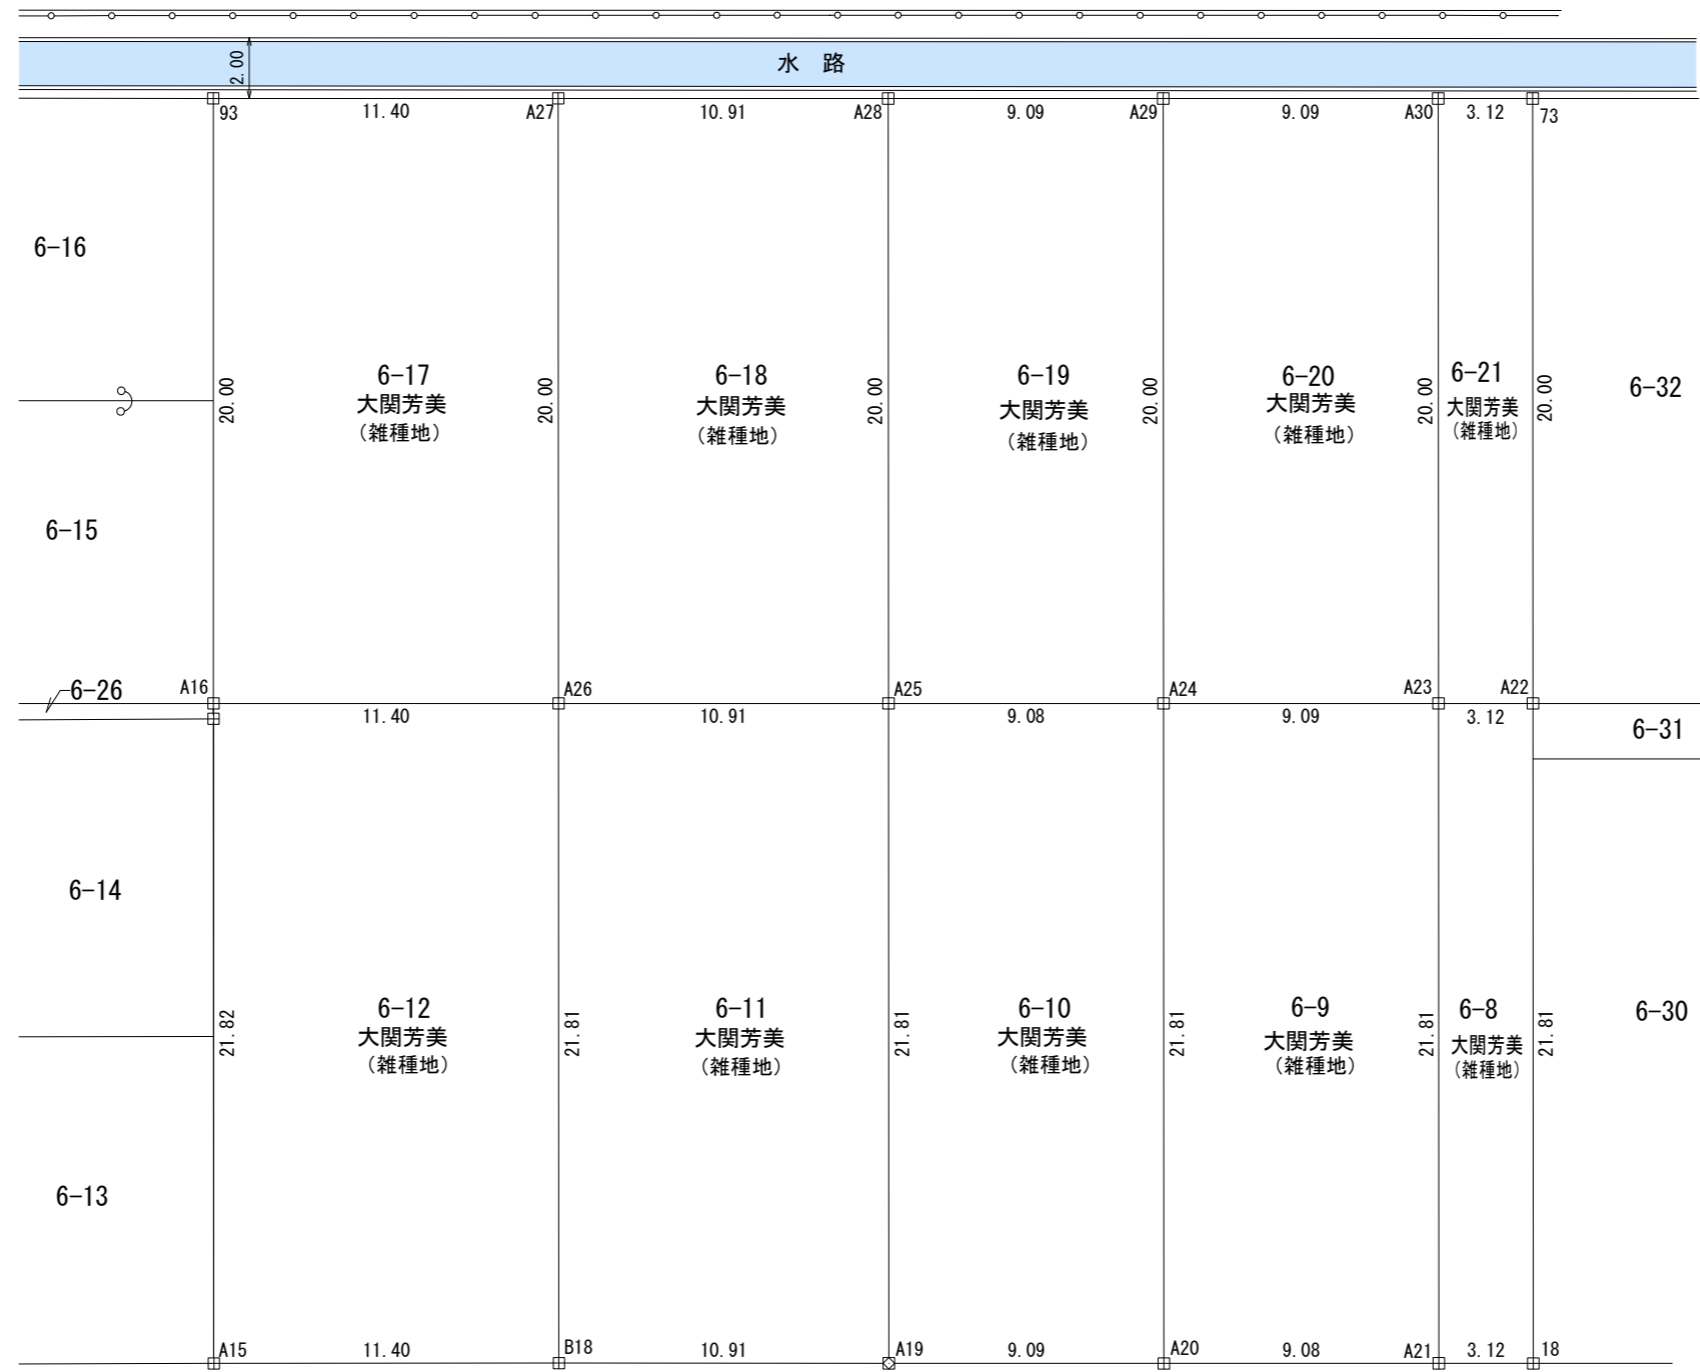 2.00
水 路
93
11.40
A27
10.91
A28
9.09
A29
9.09
A30
3.12
73
6-16
6-17
大関芳美
(雑種地)
6-18
大関芳美
(雑種地)
6-19
大関芳美
(雑種地)
6-20
大関芳美
(雑種地)
6-21
大関芳美
(雑種地)
6-32
20.00
20.00
20.00
20.00
20.00
20.00
6-15
6-26
A16
A26
A25
A24
A23
A22
11.40
10.91
9.08
9.09
3.12
6-31
6-14
6-12
大関芳美
(雑種地)
6-11
大関芳美
(雑種地)
6-10
大関芳美
(雑種地)
6-9
大関芳美
(雑種地)
6-8
大関芳美
(雑種地)
6-30
21.82
21.81
21.81
21.81
21.81
21.81
6-13
A15
11.40
B18
10.91
A19
9.09
A20
9.08
A21
3.12
18